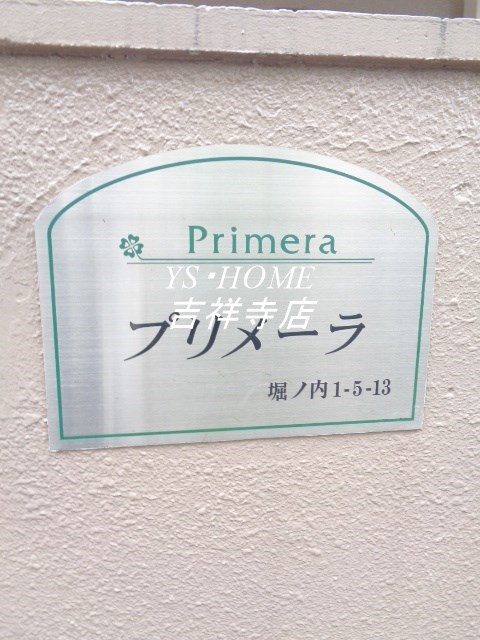 Primera
YS・HOME
吉祥寺店
プリメーラ
堀ノ内1-5-13